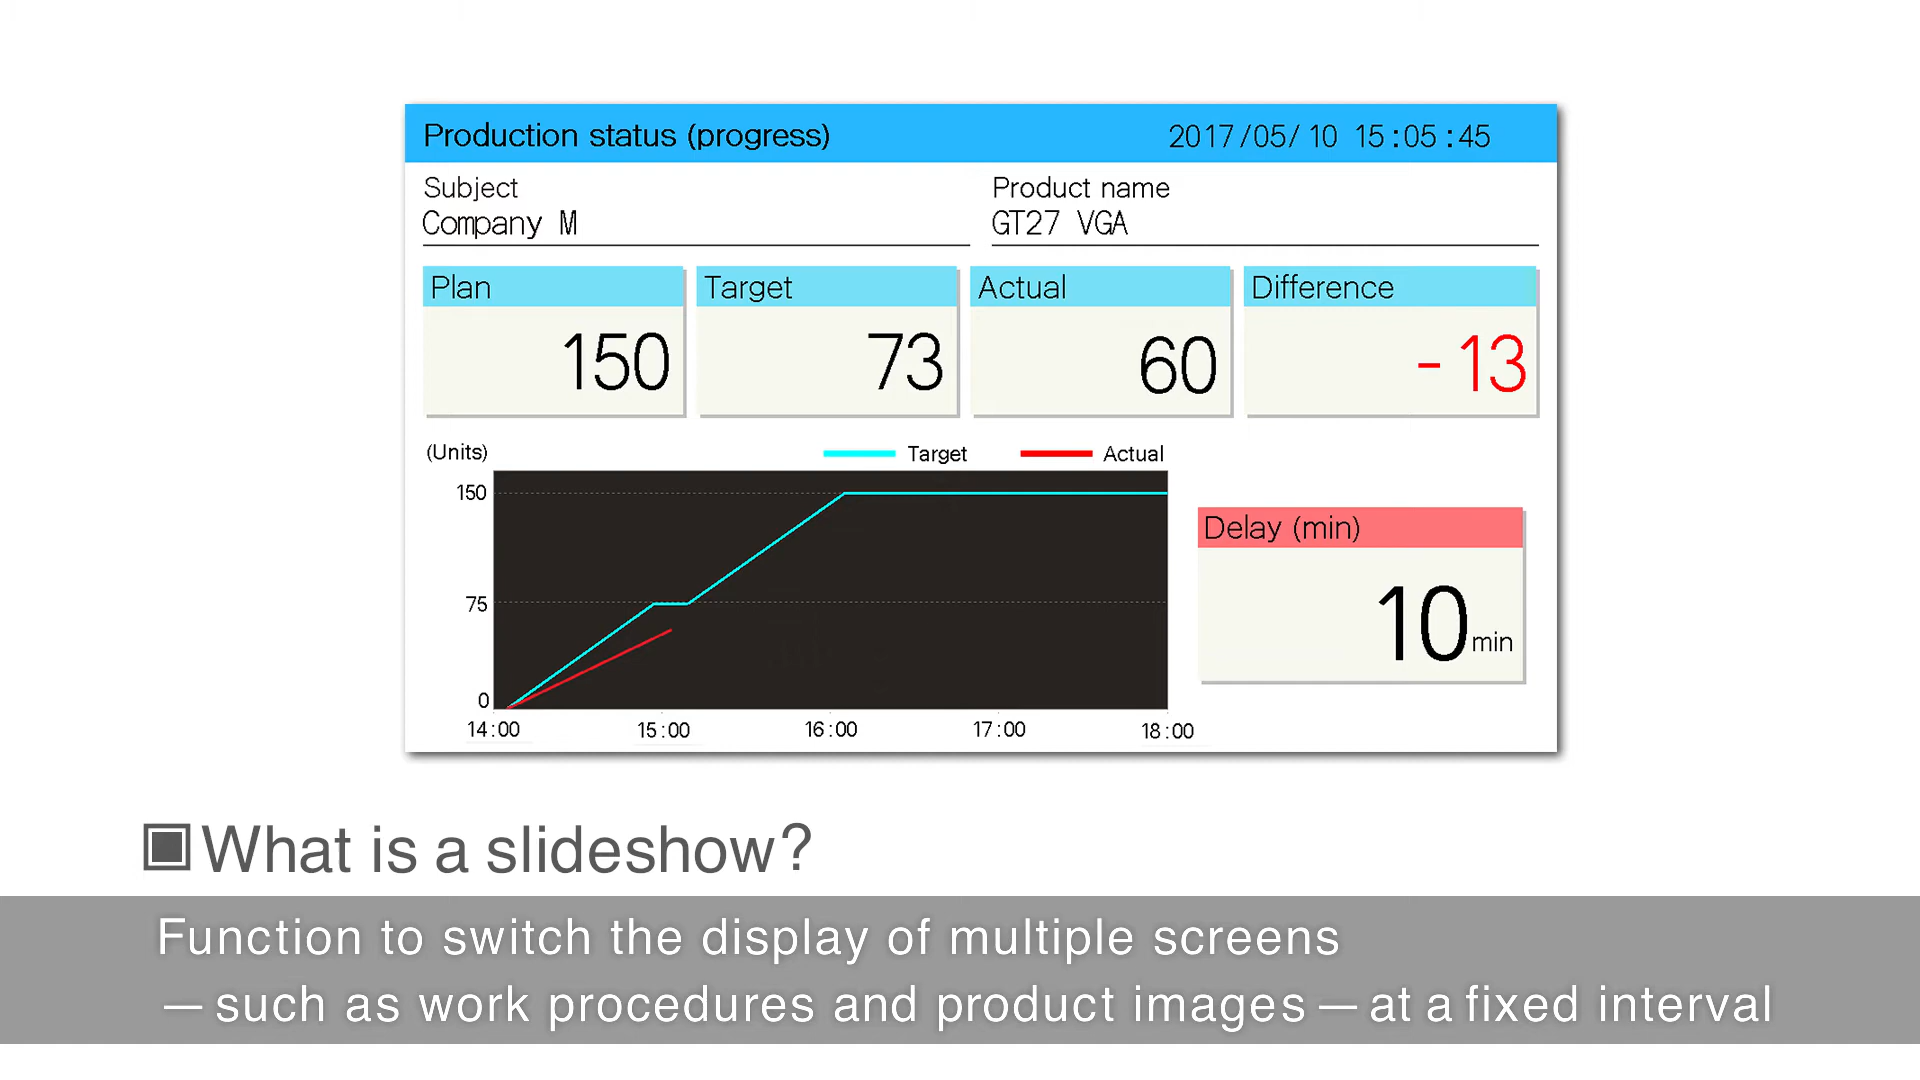 Production status (progress) 2017/05/10 15:05:45
Subject Product name
Company M GT27 VGA
Plan Target Actual Difference
150 73 60 -13
(Units) Target Actual
150
75
0
14:00 15:00 16:00 17:00 18:00
Delay (min)
10 min
What is a slideshow?
Function to switch the display of multiple screens
—such as work procedures and product images—at a fixed interval